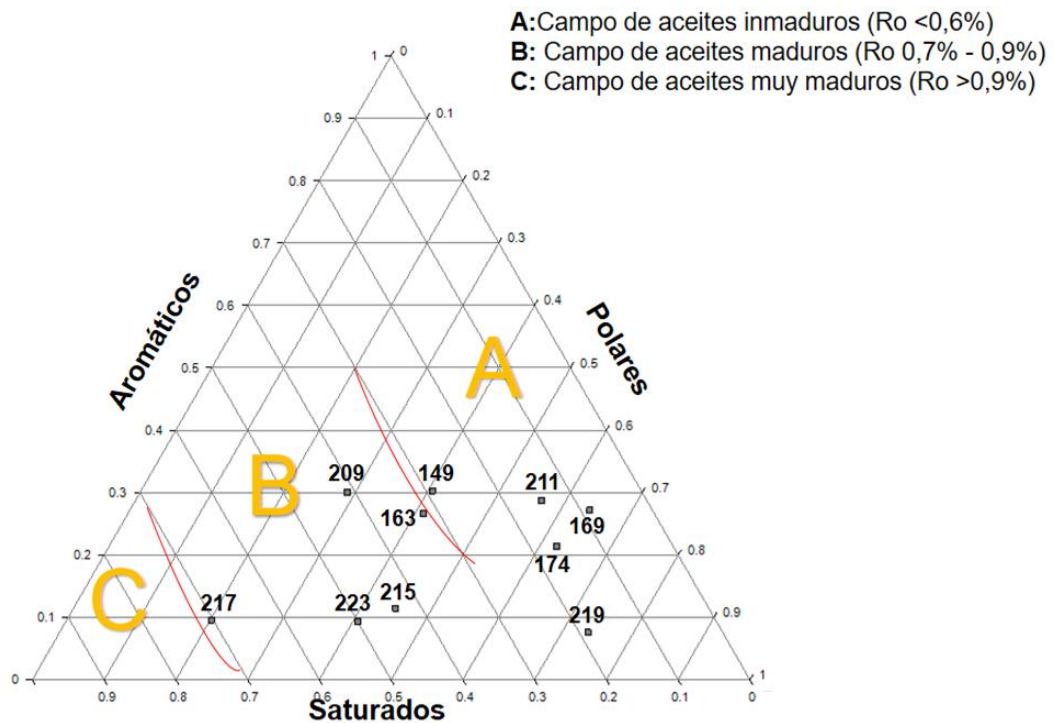 A:Campo de aceites inmaduros (Ro <0,6%)
B: Campo de aceites maduros (Ro 0,7% - 0,9%)
C: Campo de aceites muy maduros (Ro >0,9%)
1 0
0.9 0.1
0.8 0.2
0.7 0.3
0.6 0.4
Aromáticos
Polares
A
0.5 0.5
0.4 0.6
B
209 149 211
0.3 0.7
163 169
0.2 0.8
174
C
217 223 215 219
0.1 0.9
0 1
0.9 0.8 0.7 0.6 0.5 0.4 0.3 0.2 0.1 0
Saturados